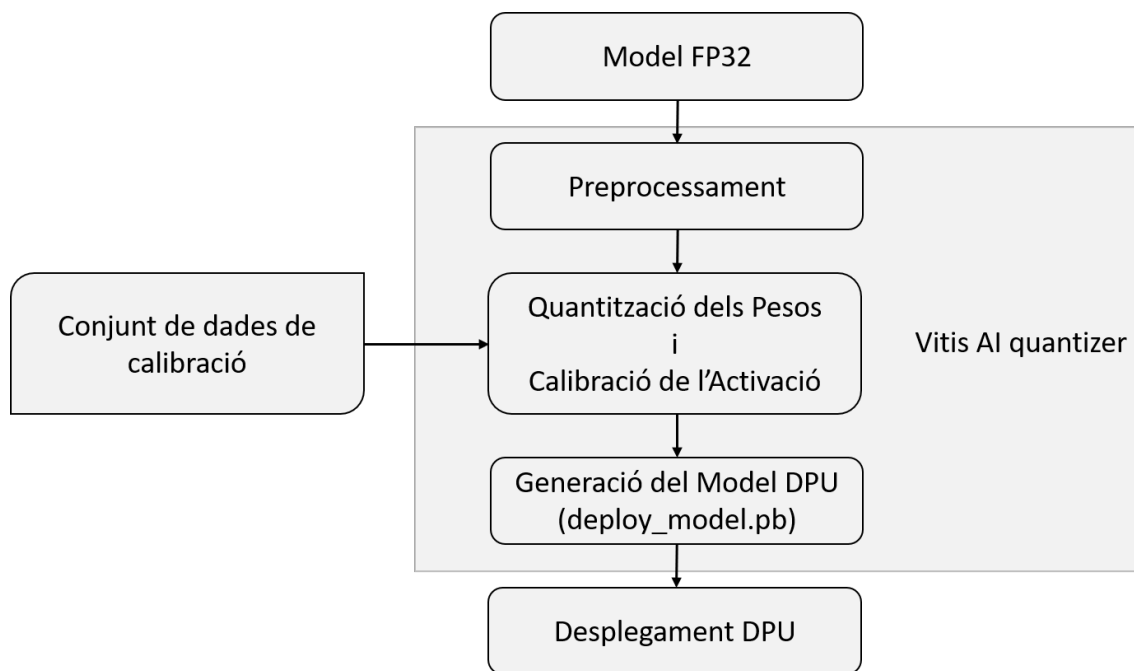 Model FP32
Preprocessament
Conjunt de dades de
calibració
Quantització dels Pesos
i
Calibració de l’Activació
Vitis AI quantizer
Generació del Model DPU
(deploy_model.pb)
Desplegament DPU